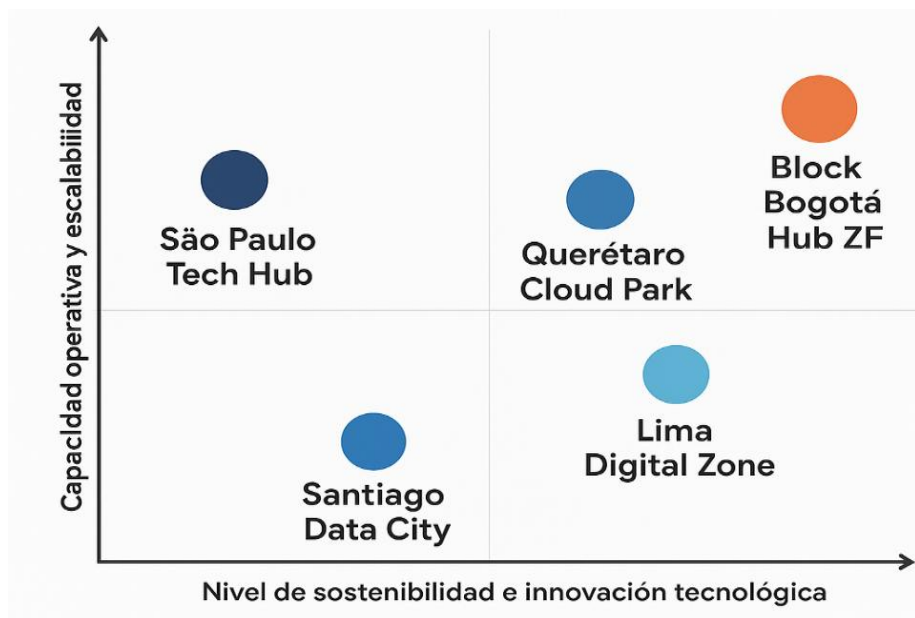 Capacldad operativa y escalabiiidad
Säo Paulo
Tech Hub
Querétaro
Cloud Park
Block
Bogotá
Hub ZF
Lima
Digital Zone
Santiago
Data City
Nivel de sostenibilidad e innovación tecnológica